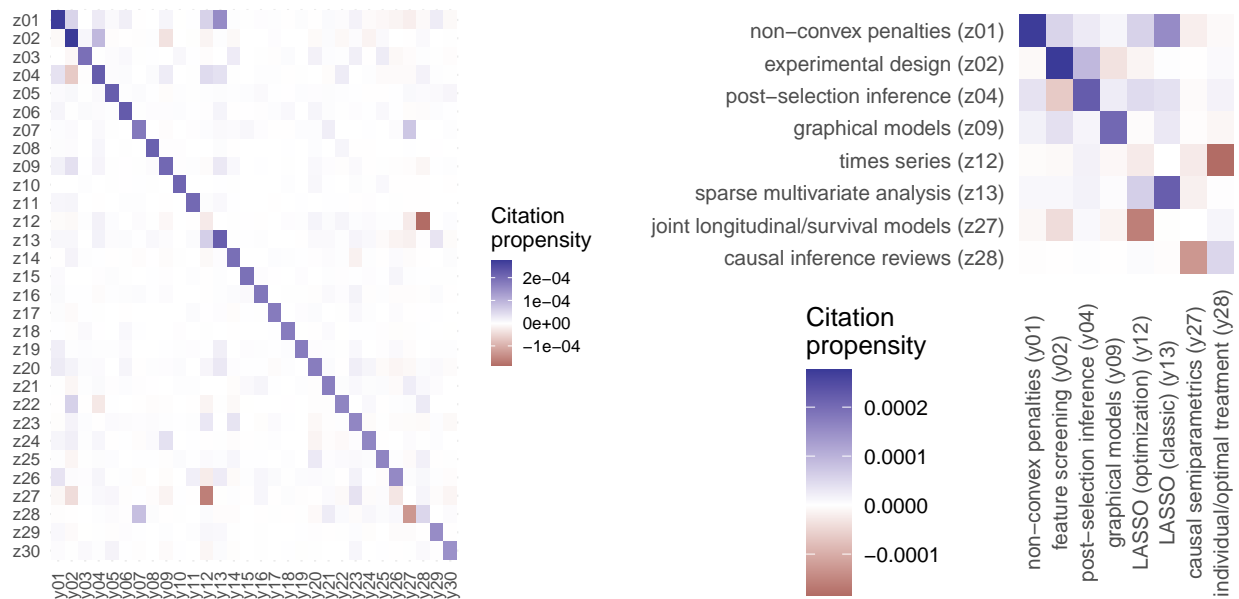 z01
z02
z03
z04
z05
z06
z07
z08
z09
z10
z11
z12
z13
z14
z15
z16
z17
z18
z19
z20
z21
z22
z23
z24
z25
z26
z27
z28
z29
z30
y01
y02
y03
y04
y05
y06
y07
y08
y09
y10
y11
y12
y13
y14
y15
y16
y17
y18
y19
y20
y21
y22
y23
y24
y25
y26
y27
y28
y29
y30
Citation
propensity
2e−04
1e−04
0e+00
−1e−04
non−convex penalties (z01)
experimental design (z02)
post−selection inference (z04)
graphical models (z09)
times series (z12)
sparse multivariate analysis (z13)
joint longitudinal/survival models (z27)
causal inference reviews (z28)
non−convex penalties (y01)
feature screening (y02)
post−selection inference (y04)
graphical models (y09)
LASSO (optimization) (y12)
LASSO (classic) (y13)
causal semiparametrics (y27)
individual/optimal treatment (y28)
Citation
propensity
0.0002
0.0001
0.0000
−0.0001